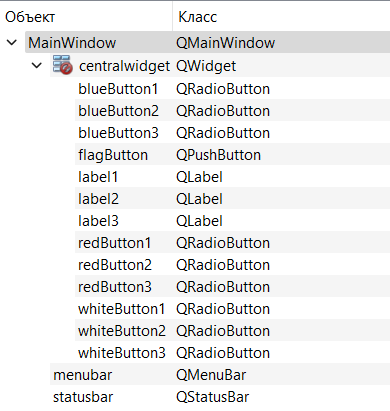 Объект Класс
MainWindow QMainWindow
centralwidget QWidget
blueButton1 QRadioButton
blueButton2 QRadioButton
blueButton3 QRadioButton
flagButton QPushButton
label1 QLabel
label2 QLabel
label3 QLabel
redButton1 QRadioButton
redButton2 QRadioButton
redButton3 QRadioButton
whiteButton1 QRadioButton
whiteButton2 QRadioButton
whiteButton3 QRadioButton
menubar QMenuBar
statusbar QStatusBar